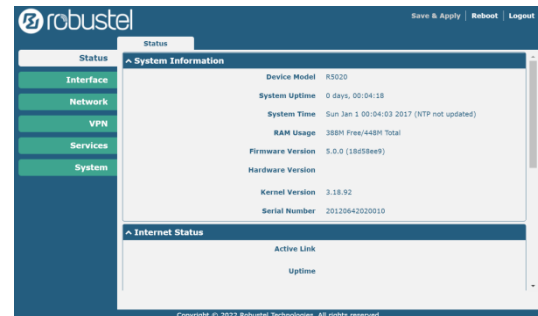 robustel
Save & Apply | Reboot | Logout
Status
Status
Interface
Network
VPN
Services
System
System Information
Device Model R5020
System Uptime 0 days, 00:04:18
System Time Sun Jan 1 00:04:03 2017 (NTP not updated)
RAM Usage 388M Free/448M Total
Firmware Version 5.0.0 (18d58ee9)
Hardware Version
Kernel Version 3.18.92
Serial Number 20120642020010
Internet Status
Active Link
Uptime
Copyright © 2022 Robustel Technologies. All rights reserved.